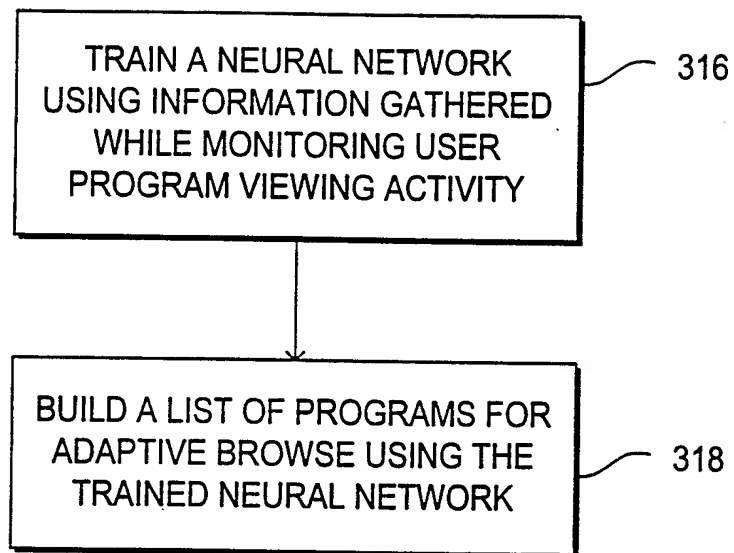 TRAIN A NEURAL NETWORK
USING INFORMATION GATHERED
WHILE MONITORING USER
PROGRAM VIEWING ACTIVITY
316
BUILD A LIST OF PROGRAMS FOR
ADAPTIVE BROWSE USING THE
TRAINED NEURAL NETWORK
318